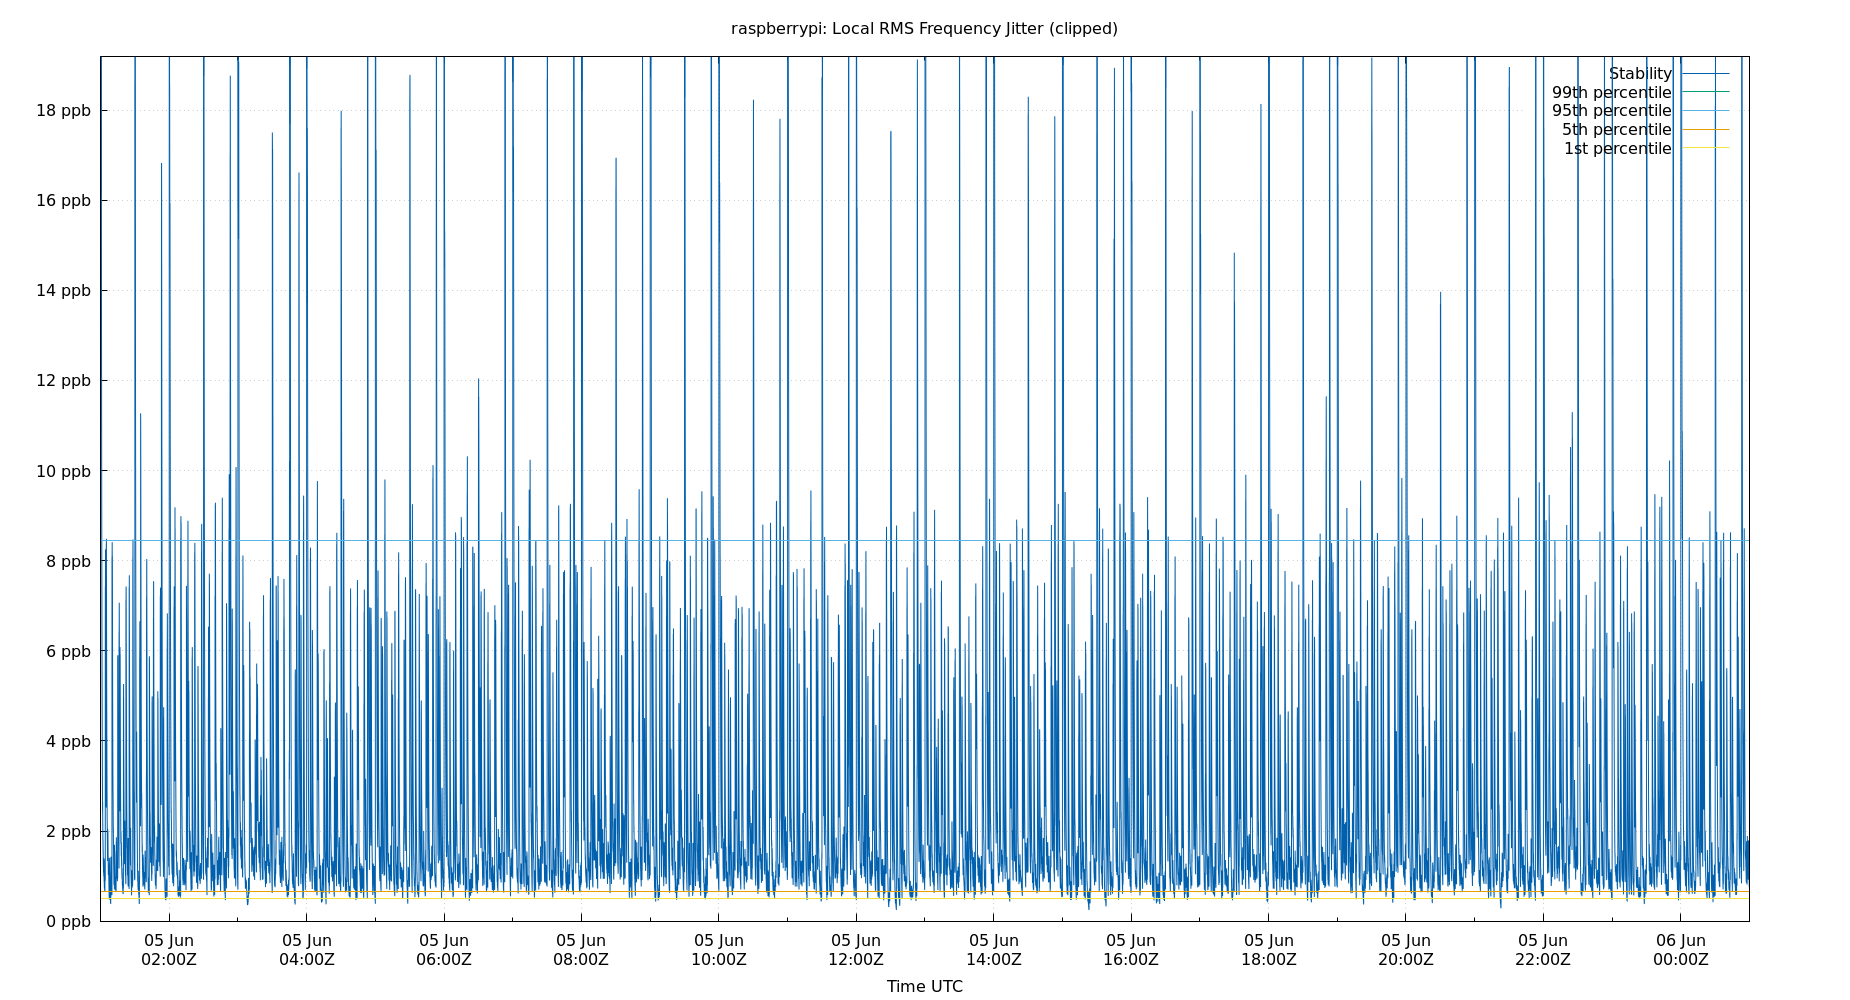 raspberrypi: Local RMS Frequency Jitter (clipped)
Stability
99th percentile
95th percentile
5th percentile
1st percentile
18 ppb
16 ppb
14 ppb
12 ppb
10 ppb
8 ppb
6 ppb
4 ppb
2 ppb
0 ppb
05 Jun 05 Jun 05 Jun 05 Jun 05 Jun 05 Jun 05 Jun 05 Jun 05 Jun 05 Jun 05 Jun 06 Jun
02:00Z 04:00Z 06:00Z 08:00Z 10:00Z 12:00Z 14:00Z 16:00Z 18:00Z 20:00Z 22:00Z 00:00Z
Time UTC